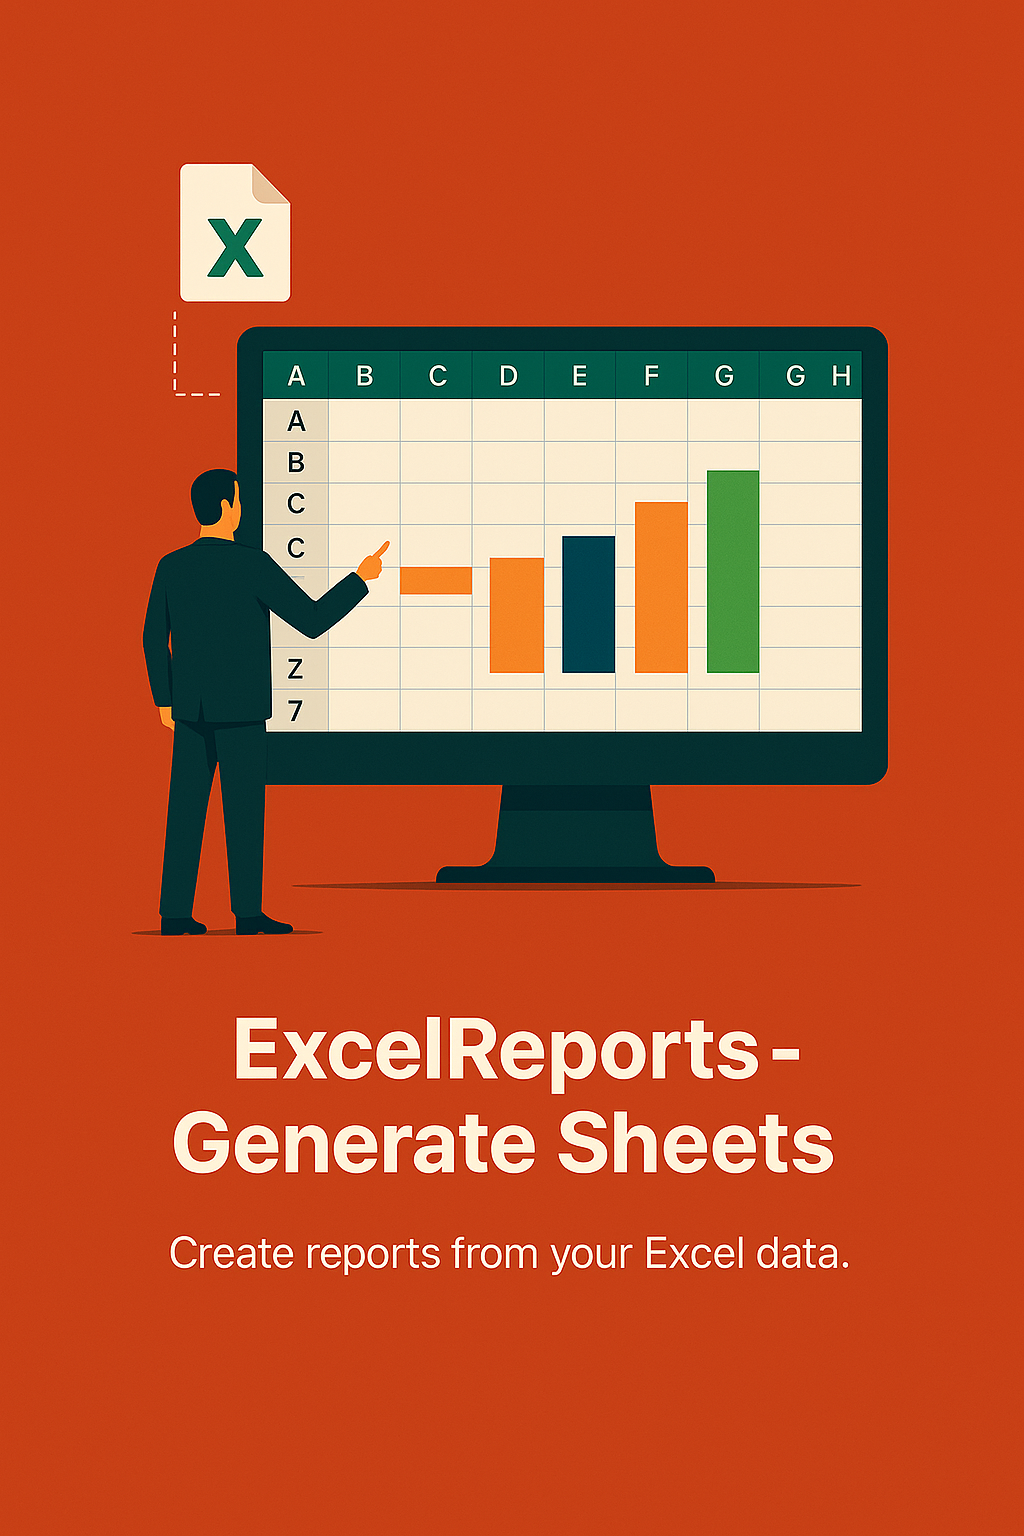 X
A B C D E F G G H
A
B
C
C
Z
7
ExcelReports-
Generate Sheets
Create reports from your Excel data.